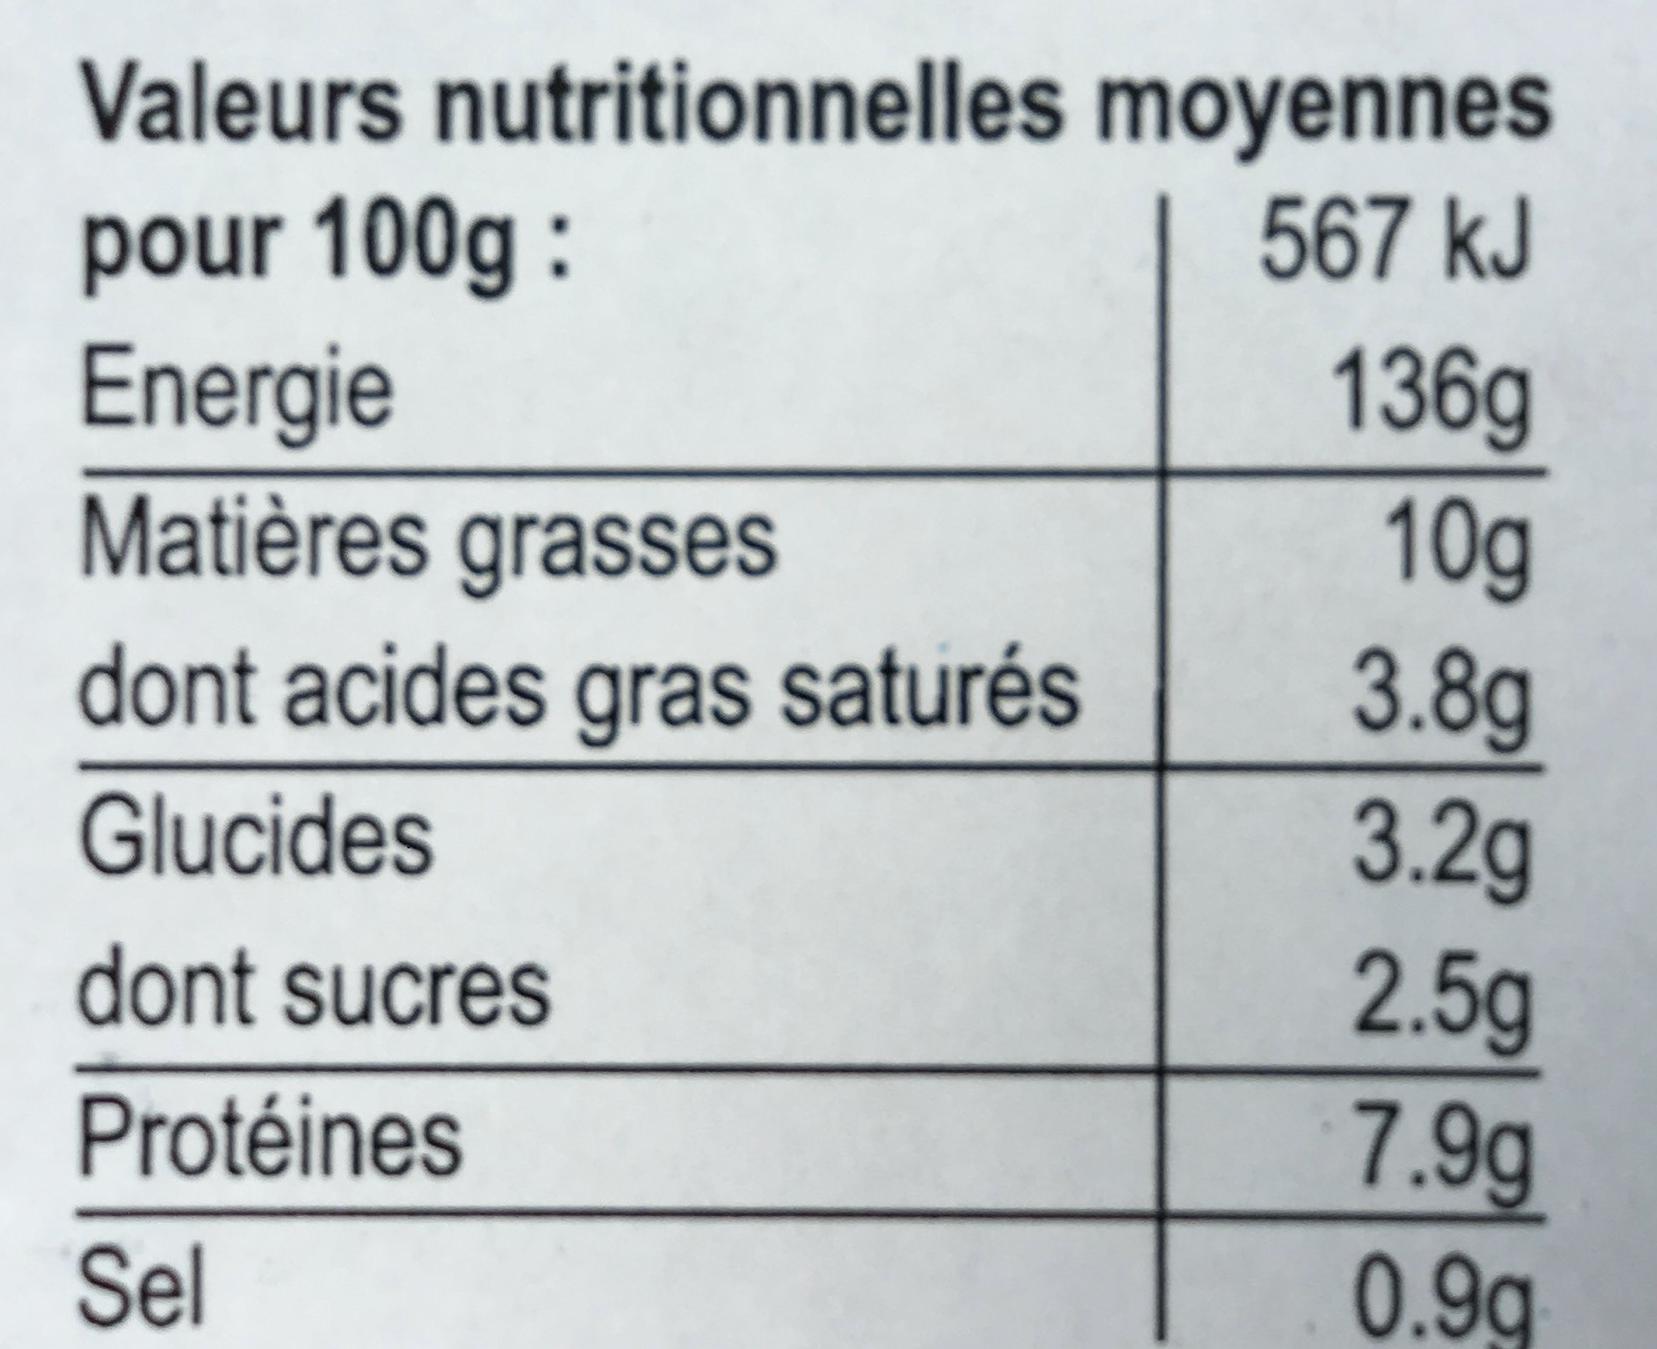 Valeurs nutritionnelles moyennes
pour 100g : 567 kJ
Energie 136g
Matières grasses 10g
dont acides gras saturés 3.8g
Glucides 3.2g
dont sucres 2.5g
Protéines 7.9g
Sel 0.9g